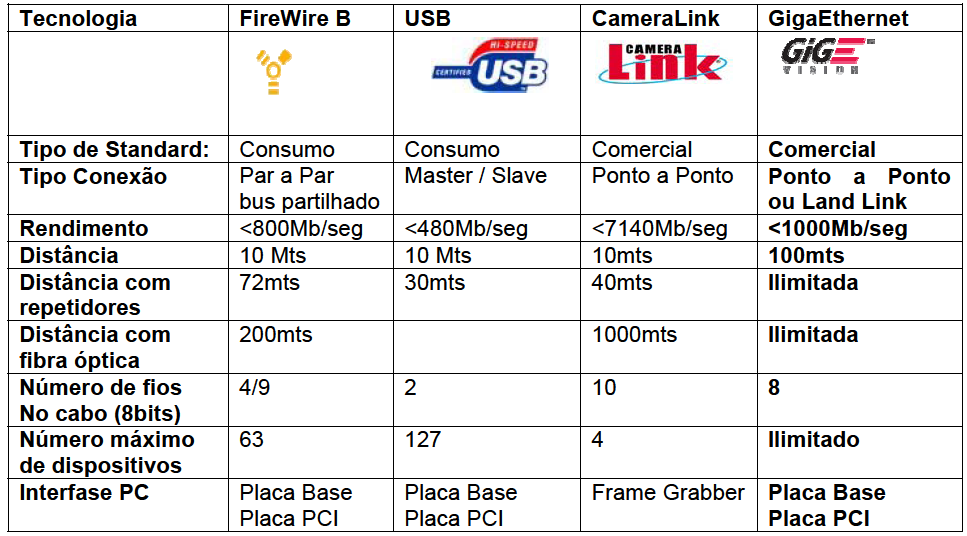 Tecnologia FireWire B USB CameraLink GigaEthernet
HI-SPEED
CERTIFIED USB
CAMERA
Link
GIGE
VISION
Tipo de Standard: Consumo Consumo Comercial Comercial
Tipo Conexão Par a Par Master / Slave Ponto a Ponto Ponto a Ponto
bus partilhado ou Land Link
Rendimento <800Mb/seg <480Mb/seg <7140Mb/seg <1000Mb/seg
Distância 10 Mts 10 Mts 10mts 100mts
Distância com 72mts 30mts 40mts Ilimitada
repetidores
Distância com 200mts 1000mts Ilimitada
fibra óptica
Número de fios 4/9 2 10 8
No cabo (8bits)
Número máximo 63 127 4 Ilimitado
de dispositivos
Interfase PC Placa Base Placa Base Frame Grabber Placa Base
Placa PCI Placa PCI Placa PCI